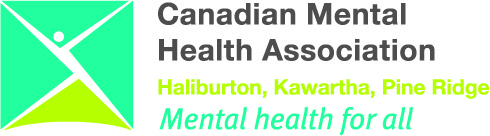 Canadian Mental
Health Association
Haliburton, Kawartha, Pine Ridge
Mental health for all